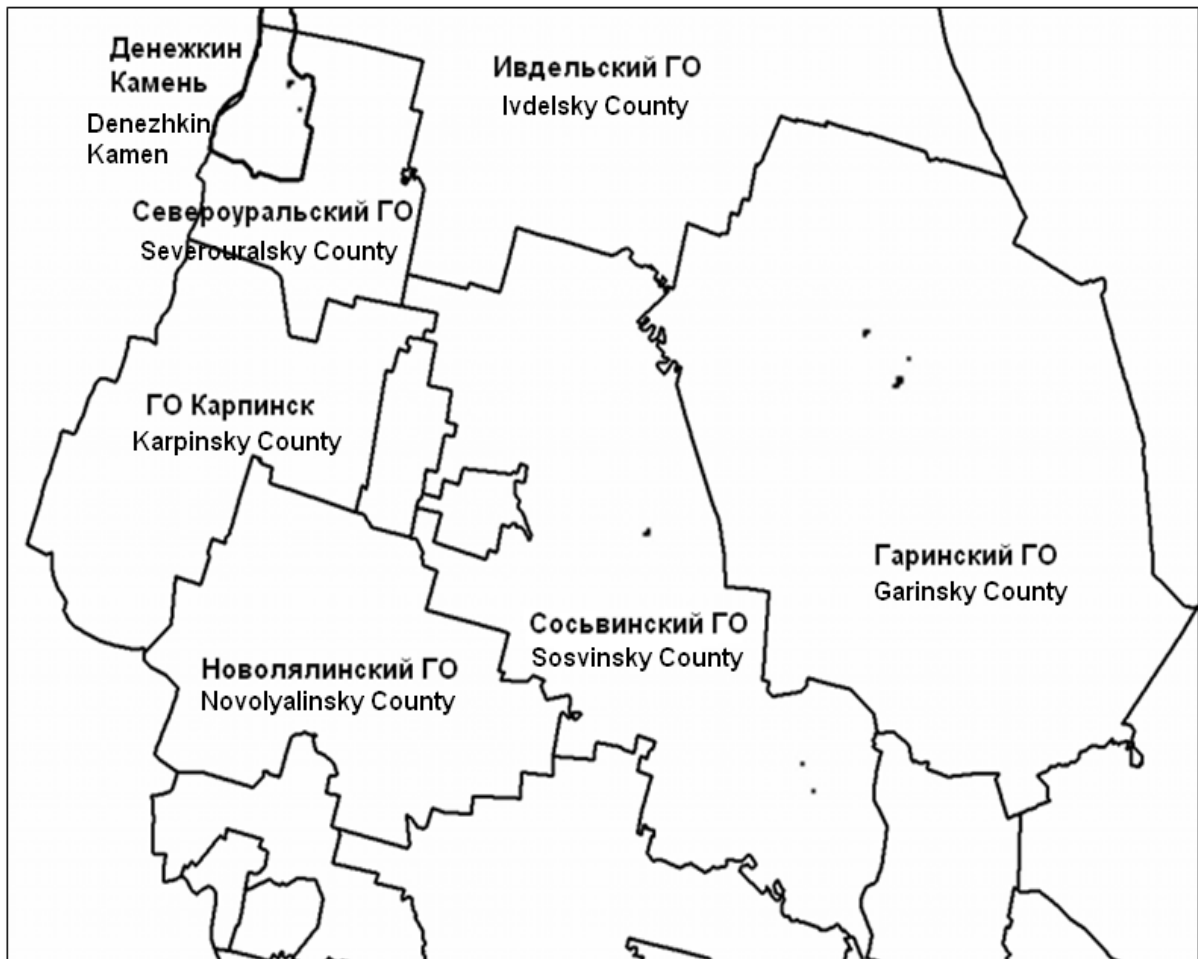 Денежкин
Камень
Denezhkin
Kamen
Ивдельский ГО
Ivdelsky County
Североуральский ГО
Severouralsky County
ГО Карпинск
Karpinsky County
Гаринский ГО
Garinsky County
Сосьвинский ГО
Sosvinsky County
Новолялинский ГО
Novolyalinsky County